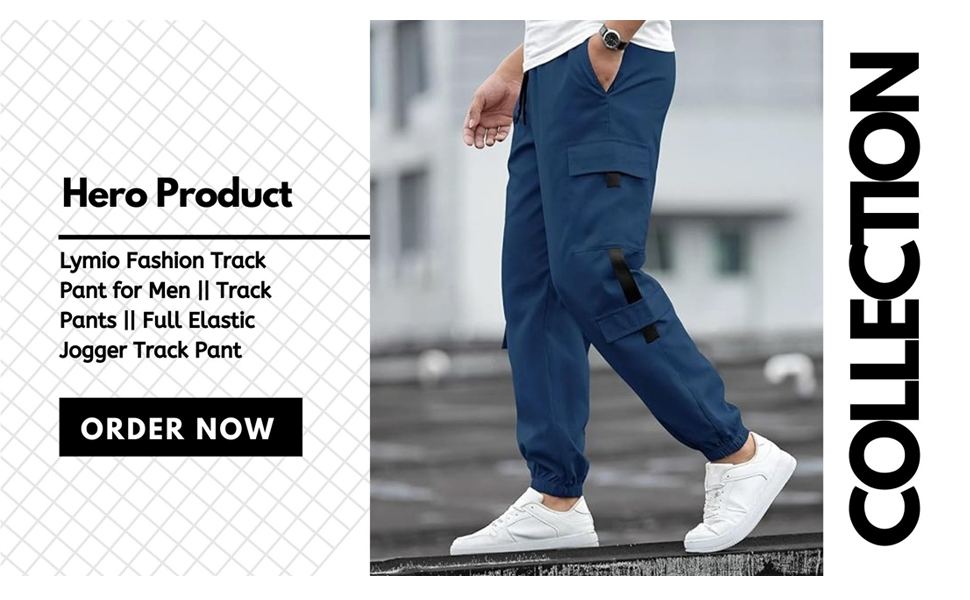 Hero Product
Lymio Fashion Track
Pant for Men || Track
Pants || Full Elastic
Jogger Track Pant
ORDER NOW
COLLECTION